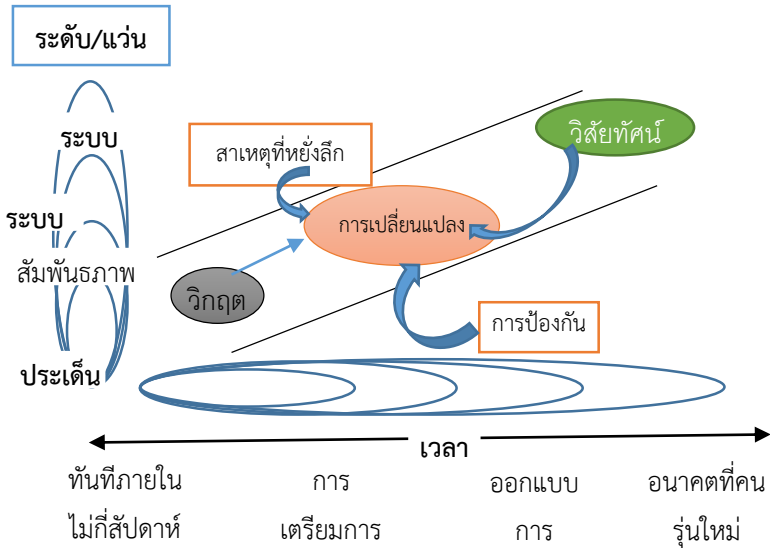 ระดับ/แว่น
ระบบ
ระบบ
สัมพันธภาพ
ประเด็น
สาเหตุที่หยั่งลึก
วิสัยทัศน์
การเปลี่ยนแปลง
วิกฤต
การป้องกัน
เวลา
ทันทีภายใน
ไม่กี่สัปดาห์
การ
เตรียมการ
ออกแบบ
การ
อนาคตที่คน
รุ่นใหม่